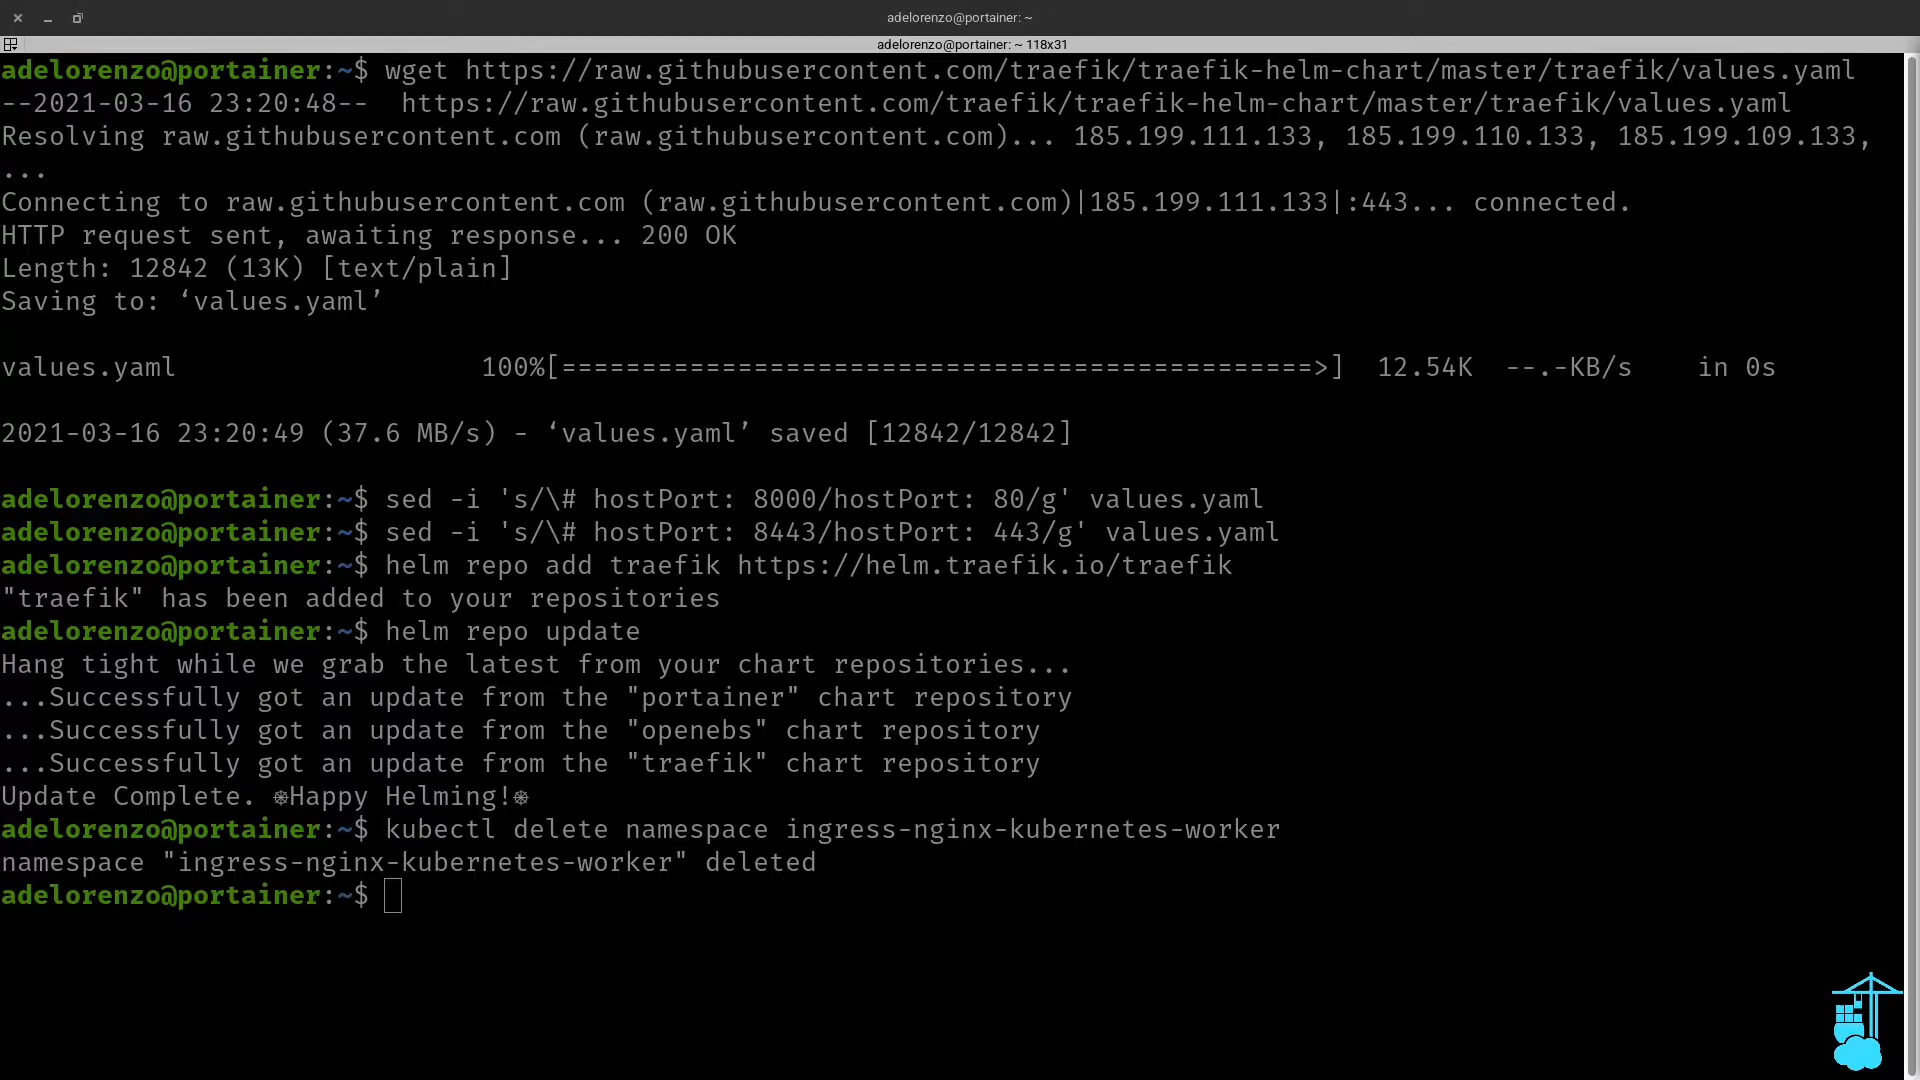 adelorenzo@portainer: ~
adelorenzo@portainer: ~ 118x31
adelorenzo@portainer:~$ wget https://raw.githubusercontent.com/traefik/traefik-helm-chart/master/traefik/values.yaml
--2021-03-16 23:20:48--  https://raw.githubusercontent.com/traefik/traefik-helm-chart/master/traefik/values.yaml
Resolving raw.githubusercontent.com (raw.githubusercontent.com)... 185.199.111.133, 185.199.110.133, 185.199.109.133,
...
Connecting to raw.githubusercontent.com (raw.githubusercontent.com)|185.199.111.133|:443... connected.
HTTP request sent, awaiting response... 200 OK
Length: 12842 (13K) [text/plain]
Saving to: ‘values.yaml’
values.yaml                   100%[===============================================>]  12.54K  --.-KB/s    in 0s
2021-03-16 23:20:49 (37.6 MB/s) - ‘values.yaml’ saved [12842/12842]
adelorenzo@portainer:~$ sed -i 's/\# hostPort: 8000/hostPort: 80/g' values.yaml
adelorenzo@portainer:~$ sed -i 's/\# hostPort: 8443/hostPort: 443/g' values.yaml
adelorenzo@portainer:~$ helm repo add traefik https://helm.traefik.io/traefik
"traefik" has been added to your repositories
adelorenzo@portainer:~$ helm repo update
Hang tight while we grab the latest from your chart repositories...
...Successfully got an update from the "portainer" chart repository
...Successfully got an update from the "openebs" chart repository
...Successfully got an update from the "traefik" chart repository
Update Complete. ⎈Happy Helming!⎈
adelorenzo@portainer:~$ kubectl delete namespace ingress-nginx-kubernetes-worker
namespace "ingress-nginx-kubernetes-worker" deleted
adelorenzo@portainer:~$